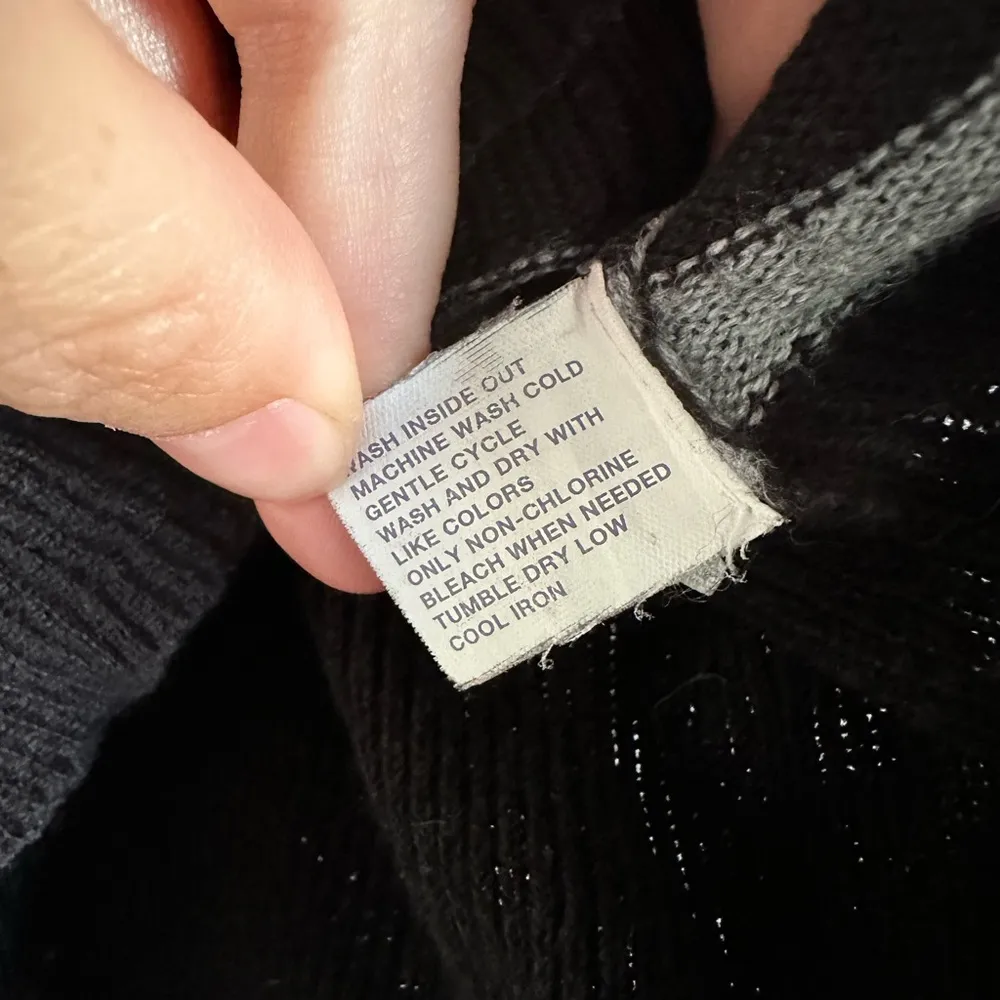 WASH INSIDE OUT
MACHINE WASH COLD
GENTLE CYCLE
WASH AND DRY WITH
LIKE COLORS
ONLY NON-CHLORINE
BLEACH WHEN NEEDED
TUMBLE DRY LOW
COOL IRON